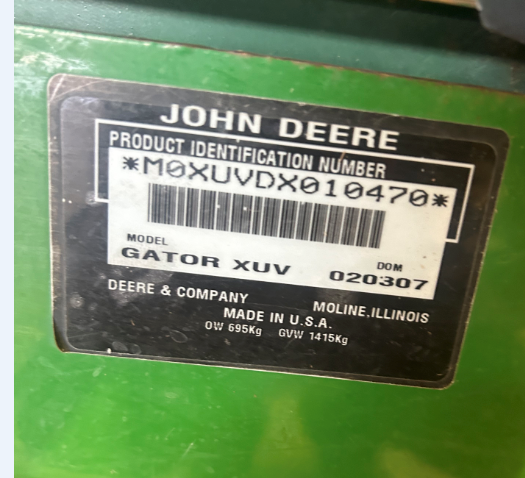 JOHN DEERE
PRODUCT IDENTIFICATION NUMBER
*M0XUVDX010470*
MODEL
DOM
GATOR XUV 020307
DEERE & COMPANY MOLINE,ILLINOIS
MADE IN U.S.A.
OW 695Kg GVW 1415Kg